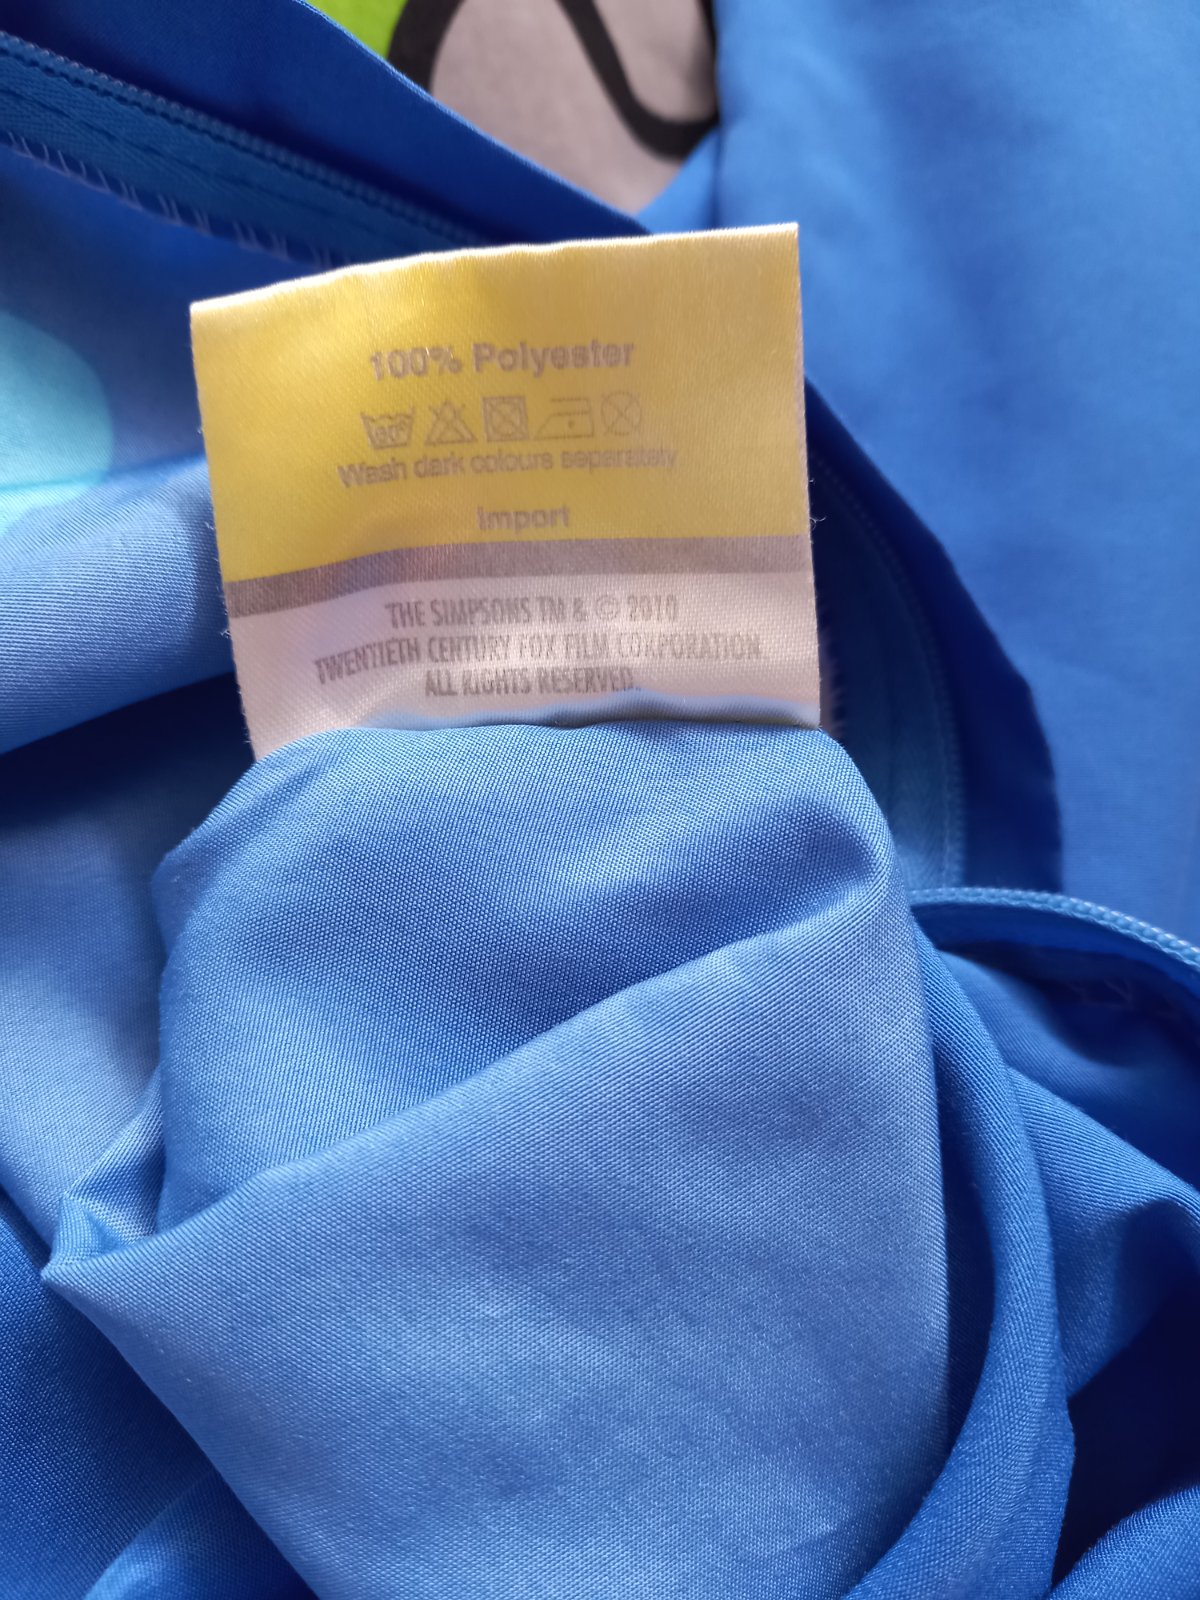 100% Polyester
Wash dark colours separately
Import
THE SIMPSONS TM & © 2010
TWENTIETH CENTURY FOX FILM CORPORATION
ALL RIGHTS RESERVED.